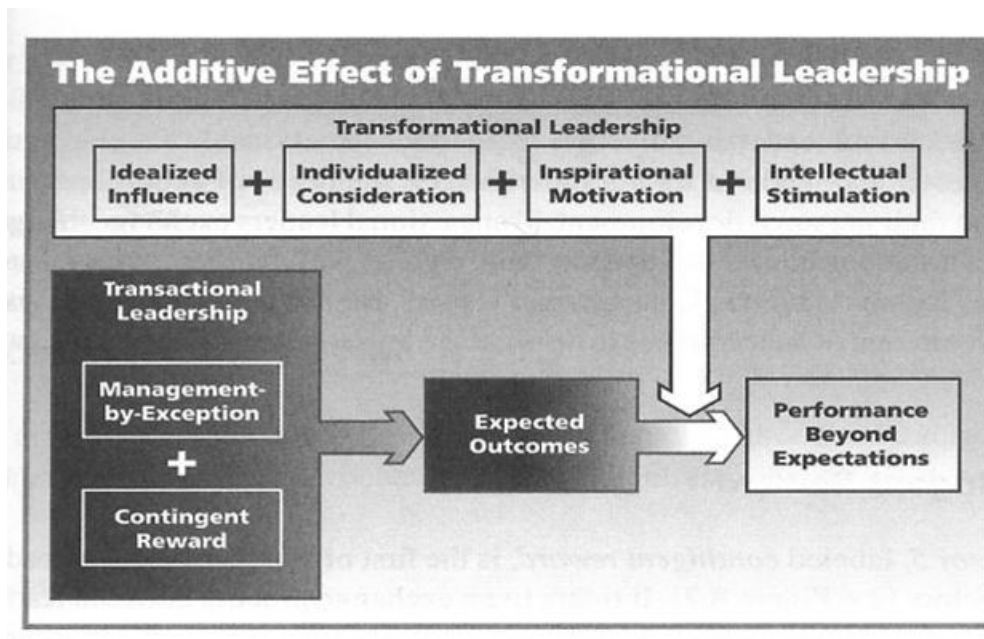 The Additive Effect of Transformational Leadership
Transformational Leadership
Idealized
Influence
+
Individualized
Consideration
+
Inspirational
Motivation
+
Intellectual
Stimulation
Transactional
Leadership
Management-
by-Exception
+
Contingent
Reward
Expected
Outcomes
Performance
Beyond
Expectations